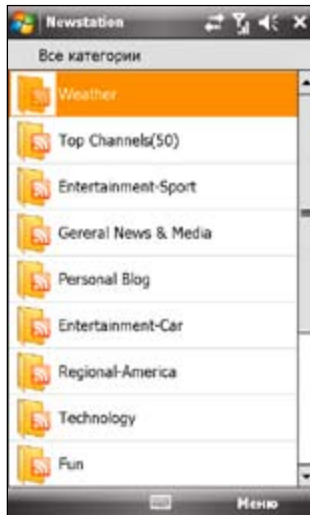 Newstation
Все категории
Weather
Top Channels(50)
Entertainment-Sport
Gereral News & Media
Personal Blog
Entertainment-Car
Regional-America
Technology
Fun
Меню